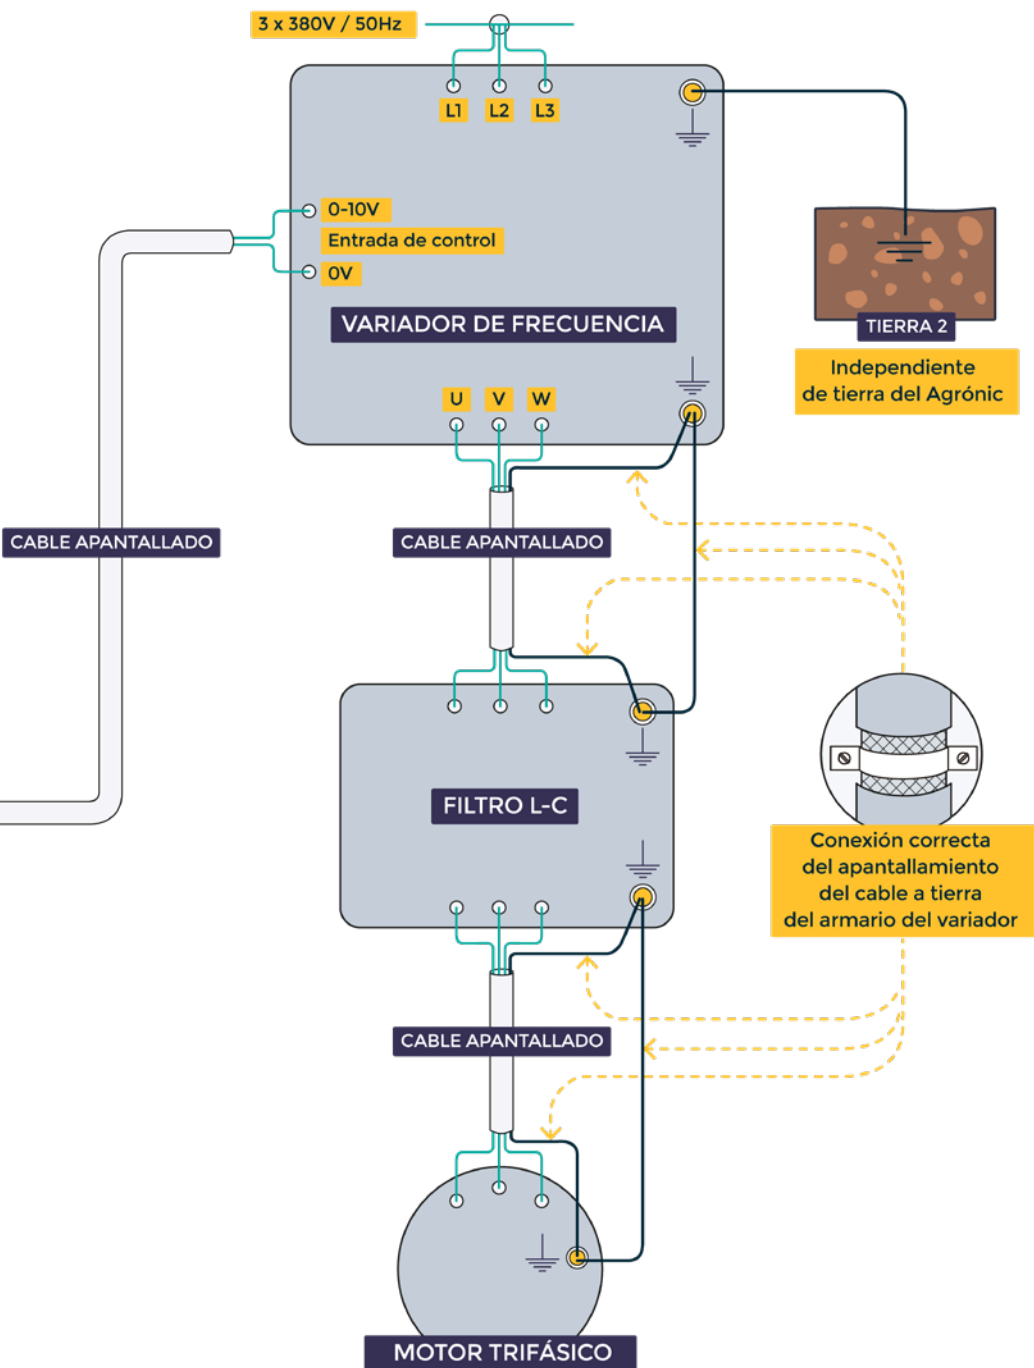 3 x 380V / 50Hz
L1
L2
L3
0-10V
Entrada de control
0V
VARIADOR DE FRECUENCIA
TIERRA 2
Independiente
de tierra del Agrónic
U
V
W
CABLE APANTALLADO
CABLE APANTALLADO
FILTRO L-C
Conexión correcta
del apantallamiento
del cable a tierra
del armario del variador
CABLE APANTALLADO
MOTOR TRIFÁSICO